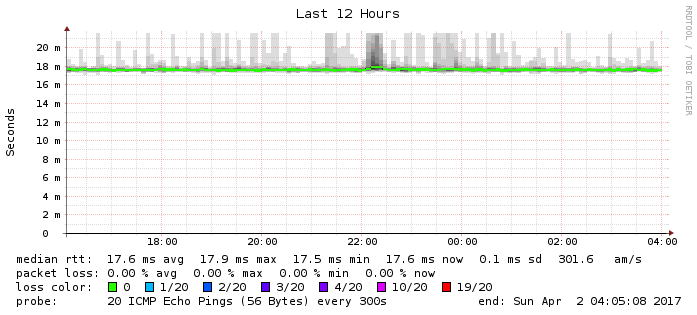 Last 12 Hours
RRDTOOL / TOBI OETIKER
Seconds
20 m
18 m
16 m
14 m
12 m
10 m
8 m
6 m
4 m
2 m
0
18:00 20:00 22:00 00:00 02:00 04:00
median rtt: 17.6 ms avg 17.9 ms max 17.5 ms min 17.6 ms now 0.1 ms sd 301.6 am/s
packet loss: 0.00 % avg 0.00 % max 0.00 % min 0.00 % now
loss color: 0 1/20 2/20 3/20 4/20 10/20 19/20
probe: 20 ICMP Echo Pings (56 Bytes) every 300s end: Sun Apr 2 04:05:08 2017